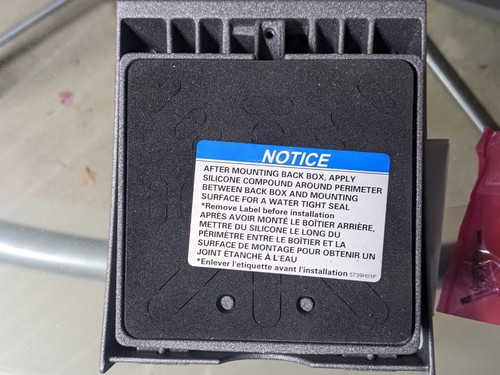 NOTICE
AFTER MOUNTING BACK BOX, APPLY
SILICONE COMPOUND AROUND PERIMETER
BETWEEN BACK BOX AND MOUNTING
SURFACE FOR A WATER TIGHT SEAL
*Remove Label before installation
APRÈS AVOIR MONTÉ LE BOÎTIER ARRIÈRE,
METTRE DU SILICONE LE LONG DU
PÉRIMÈTRE ENTRE LE BOÎTIER ET LA
SURFACE DE MONTAGE POUR OBTENIR UN
JOINT ÉTANCHE À L'EAU
*Enlever l'etiquette avant l'installation 5739H01F